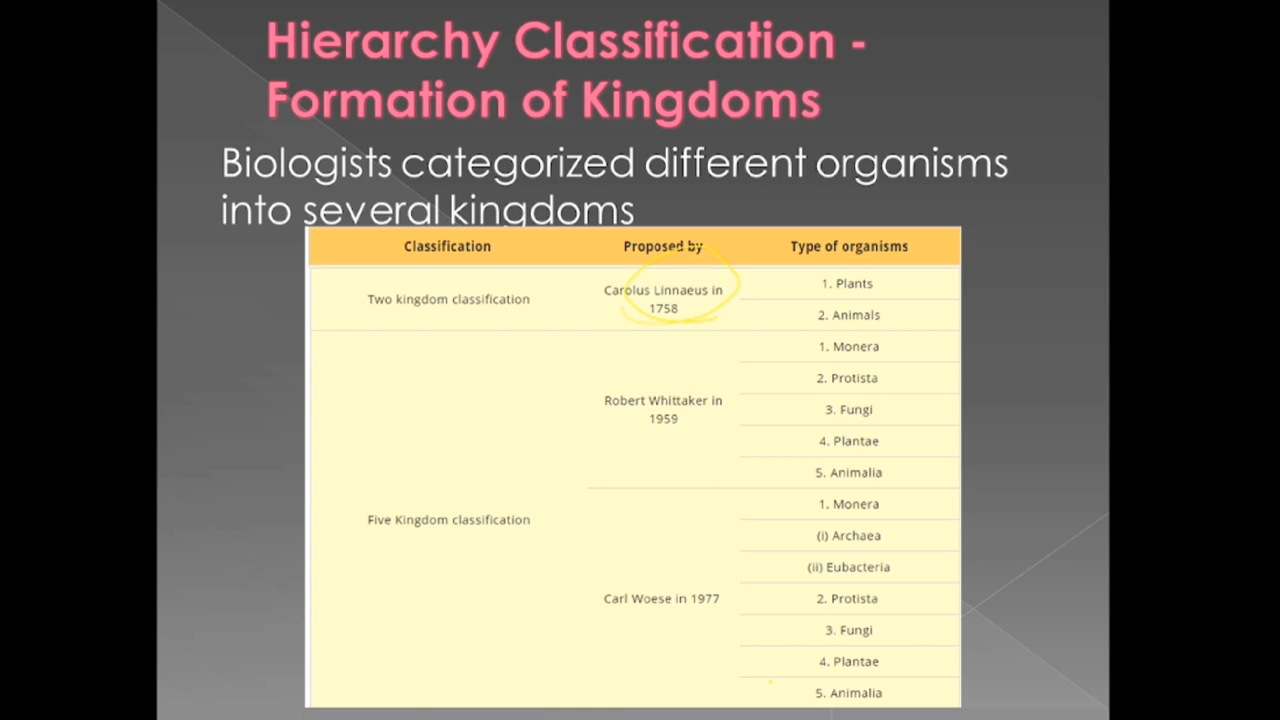 Hierarchy Classification -
Formation of Kingdoms
Biologists categorized different organisms
into several kingdoms
Classification Proposed by Type of organisms
Two kingdom classification
Carolus Linnaeus in
1758
1. Plants
2. Animals
Five Kingdom classification
Robert Whittaker in
1959
1. Monera
2. Protista
3. Fungi
4. Plantae
5. Animalia
Carl Woese in 1977
1. Monera
(i) Archaea
(ii) Eubacteria
2. Protista
3. Fungi
4. Plantae
5. Animalia